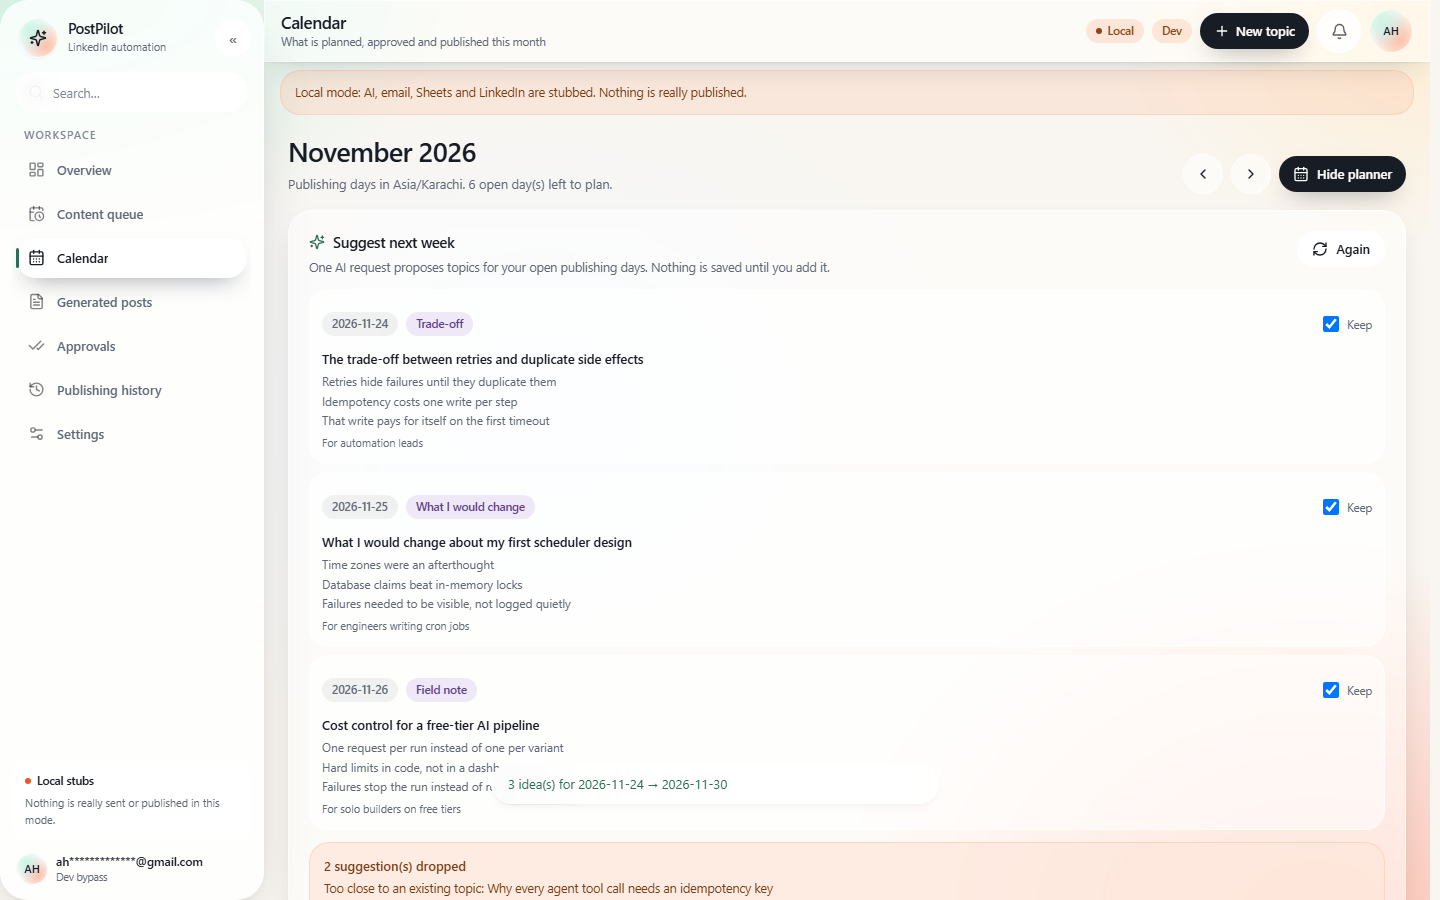 PostPilot
LinkedIn automation
«
Search...
WORKSPACE
Overview
Content queue
Calendar
Generated posts
Approvals
Publishing history
Settings
Local stubs
Nothing is really sent or published in this
mode.
AH
ah*************@gmail.com
Dev bypass
Calendar
What is planned, approved and published this month
Local
Dev
+ New topic
AH
Local mode: AI, email, Sheets and LinkedIn are stubbed. Nothing is really published.
November 2026
Publishing days in Asia/Karachi. 6 open day(s) left to plan.
Hide planner
Suggest next week
One AI request proposes topics for your open publishing days. Nothing is saved until you add it.
Again
2026-11-24 Trade-off
Keep
The trade-off between retries and duplicate side effects
Retries hide failures until they duplicate them
Idempotency costs one write per step
That write pays for itself on the first timeout
For automation leads
2026-11-25 What I would change
Keep
What I would change about my first scheduler design
Time zones were an afterthought
Database claims beat in-memory locks
Failures needed to be visible, not logged quietly
For engineers writing cron jobs
2026-11-26 Field note
Keep
Cost control for a free-tier AI pipeline
One request per run instead of one per variant
Hard limits in code, not in a
Failures stop the run instead of
For solo builders on free tiers
3 idea(s) for 2026-11-24 → 2026-11-30
2 suggestion(s) dropped
Too close to an existing topic: Why every agent tool call needs an idempotency key